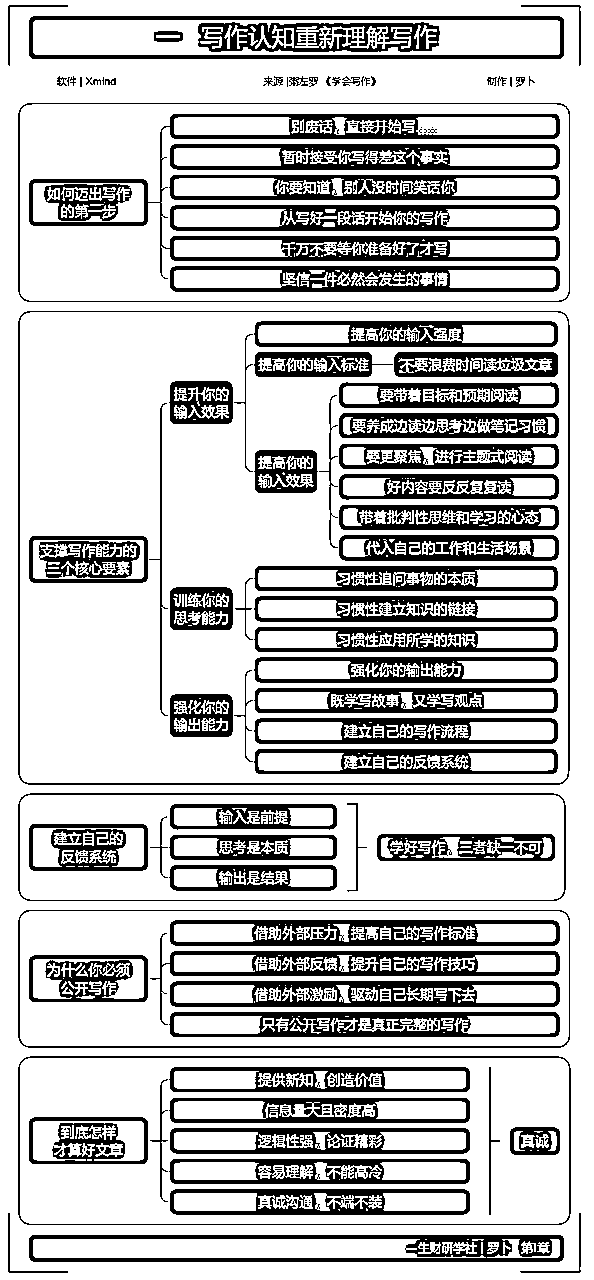 一 写作认知重新理解写作
软件 | Xmind
来源 |粥左罗 《学会写作》
制作 | 罗卜
如何迈出写作
的第一步
别废话，直接开始写……
暂时接受你写得差这个事实
你要知道，别人没时间笑话你
从写好一段话开始你的写作
千万不要等你准备好了才写
坚信一件必然会发生的事情
支撑写作能力的
三个核心要素
提升你的
输入效果
提高你的输入强度
提高你的输入标准
不要浪费时间读垃圾文章
提高你的
输入效果
要带着目标和预期阅读
要养成边读边思考边做笔记习惯
要更聚焦，进行主题式阅读
好内容要反反复复读
带着批判性思维和学习的心态
代入自己的工作和生活场景
训练你的
思考能力
习惯性追问事物的本质
习惯性建立知识的链接
习惯性应用所学的知识
强化你的
输出能力
强化你的输出能力
既学写故事，又学写观点
建立自己的写作流程
建立自己的反馈系统
建立自己的
反馈系统
输入是前提
思考是本质
输出是结果
学好写作，三者缺一不可
为什么你必须
公开写作
借助外部压力，提高自己的写作标准
借助外部反馈，提升自己的写作技巧
借助外部激励，驱动自己长期写下去
只有公开写作才是真正完整的写作
到底怎样
才算好文章
提供新知，创造价值
信息量大且密度高
逻辑性强，论证精彩
容易理解，不能高冷
真诚沟通，不端不装
真诚
生财研学社 | 罗卜 第1章